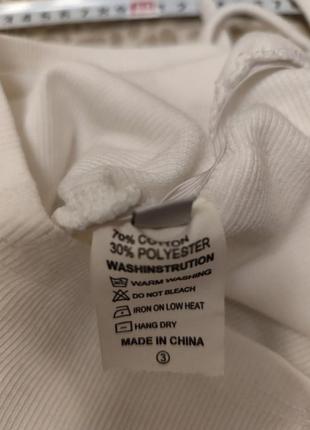 70% COTTON
30% POLYESTER
WASHINSTRUTION
WARM WASHING
DO NOT BLEACH
IRON ON LOW HEAT
HANG DRY
MADE IN CHINA
③